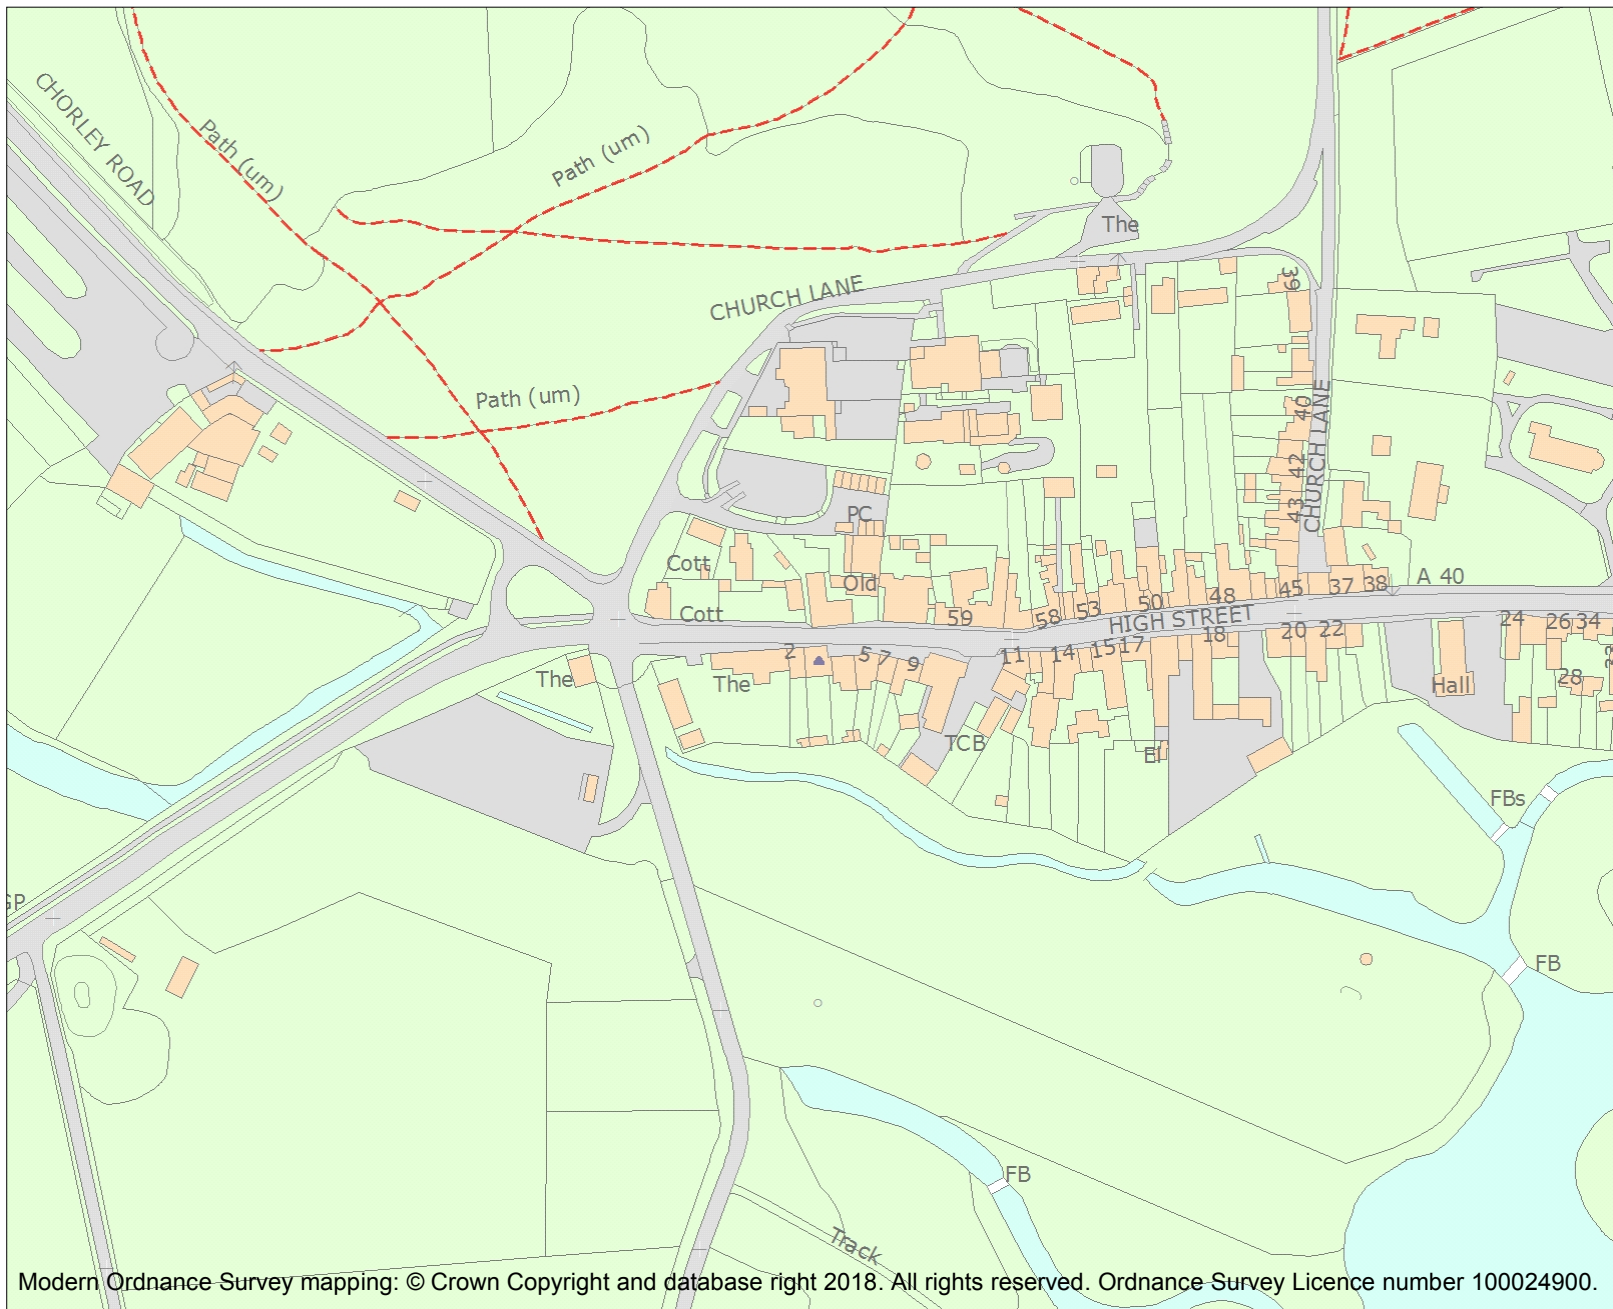 CHORLEY ROAD
Path (um)
Path (um)
The
CHURCH LANE
39
Path (um)
40
CHURCH LANE
42
43
PC
Cott
Old
Cott
59
58
53
50
48
45
37
38
A 40
HIGH STREET
24
26
34
2
5
7
9
11
14
15
17
18
20
22
The
The
Hall
28
33
TCB
El
FBs
GP
FB
FB
Track
Modern Ordnance Survey mapping: © Crown Copyright and database right 2018. All rights reserved. Ordnance Survey Licence number 100024900.